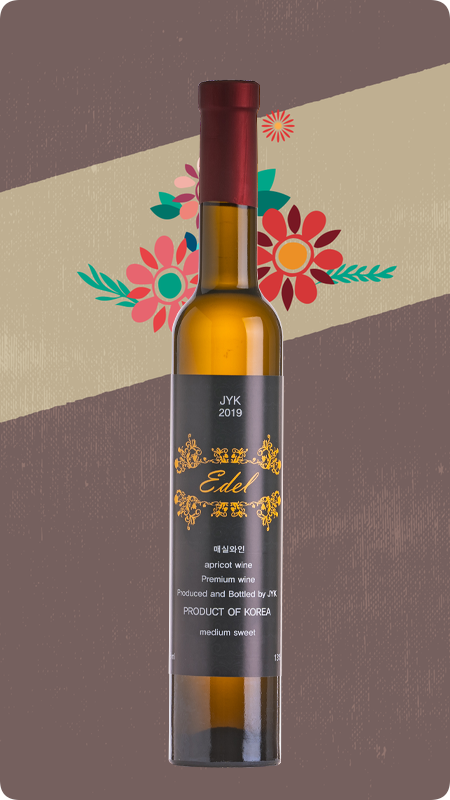 JYK
2019
Edel
매실와인
apricot wine
Premium wine
Produced and Bottled by JYK
PRODUCT OF KOREA
medium sweet